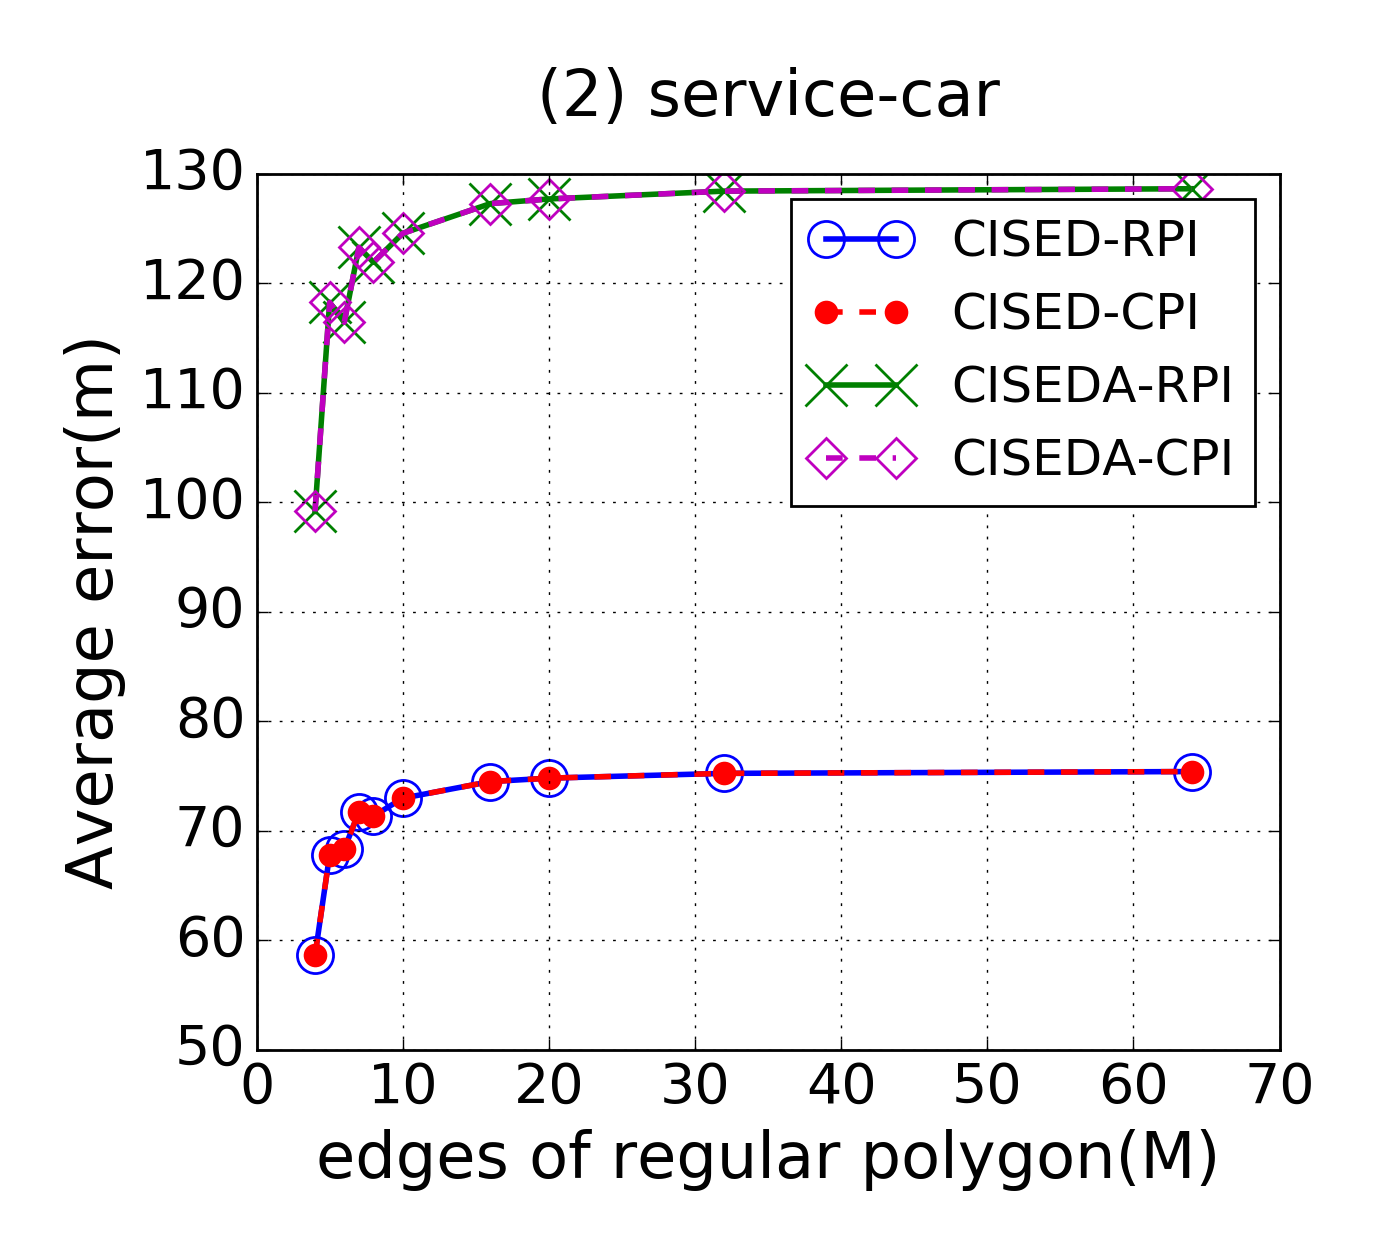 (2) service-car
130
120
110
100
90
80
70
60
50
Average error(m)
CISED-RPI
CISED-CPI
CISEDA-RPI
CISEDA-CPI
0 10 20 30 40 50 60 70
edges of regular polygon(M)